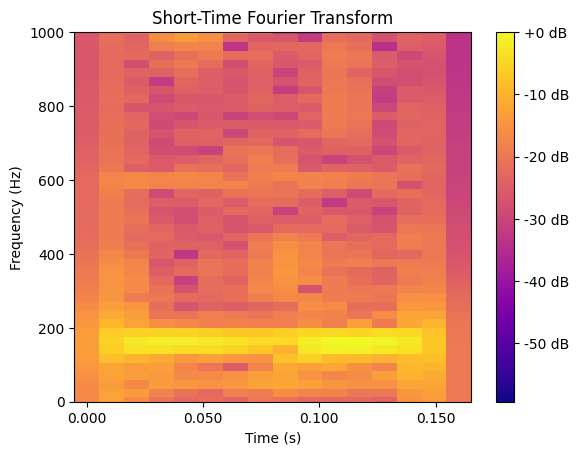 Short-Time Fourier Transform
1000
800
600
400
200
0
Frequency (Hz)
0.000
0.050
0.100
0.150
Time (s)
+0 dB
-10 dB
-20 dB
-30 dB
-40 dB
-50 dB